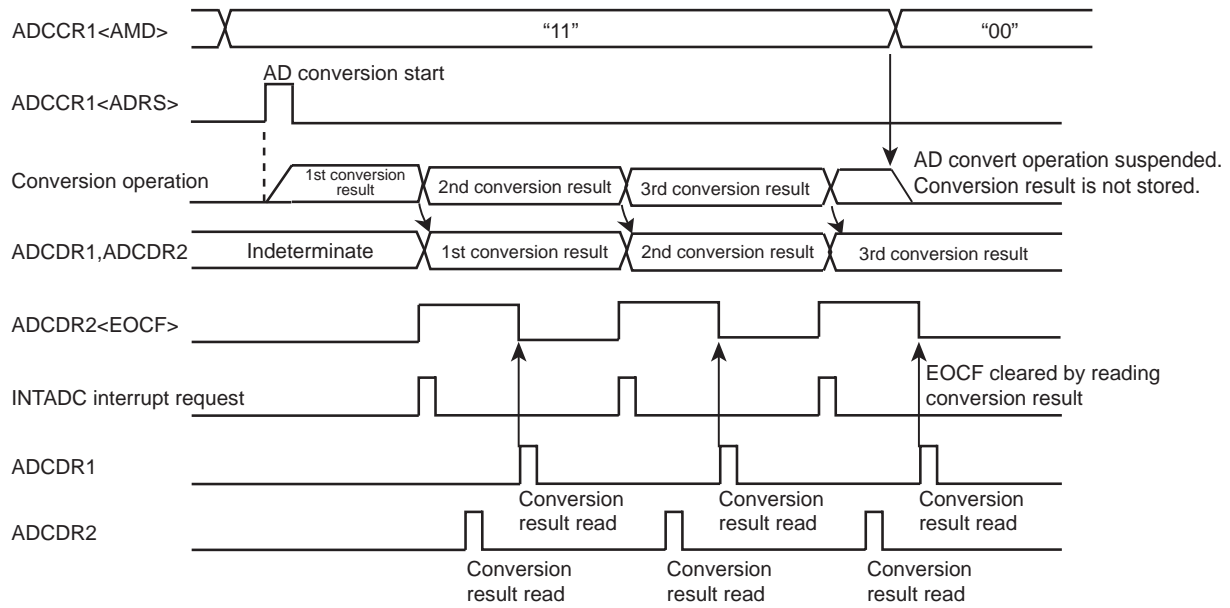 ADCCR1<AMD>
“11”
“00”
AD conversion start
ADCCR1<ADRS>
Conversion operation
1st conversion
result
2nd conversion result
3rd conversion result
AD convert operation suspended.
Conversion result is not stored.
ADCDR1,ADCDR2
Indeterminate
1st conversion result
2nd conversion result
3rd conversion result
ADCDR2<EOCF>
EOCF cleared by reading
conversion result
INTADC interrupt request
ADCDR1
Conversion
result read
Conversion
result read
Conversion
result read
ADCDR2
Conversion
result read
Conversion
result read
Conversion
result read